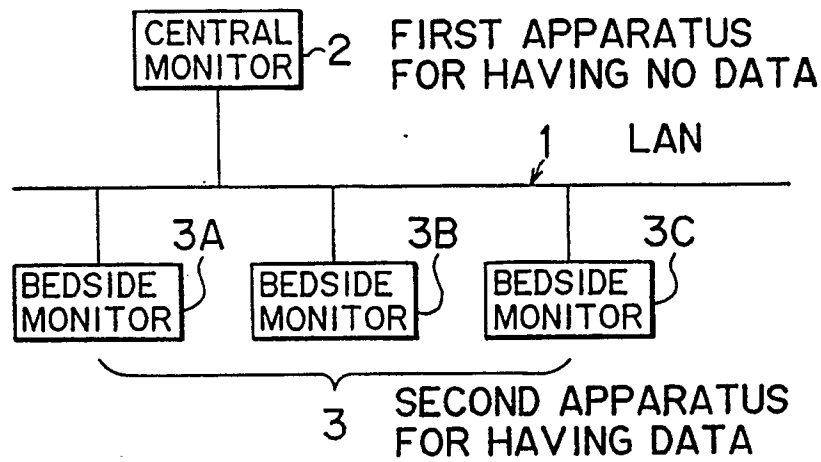 CENTRAL
MONITOR
2
FIRST APPARATUS
FOR HAVING NO DATA
1 LAN
3A
3B
3C
BEDSIDE
MONITOR
BEDSIDE
MONITOR
BEDSIDE
MONITOR
3
SECOND APPARATUS
FOR HAVING DATA